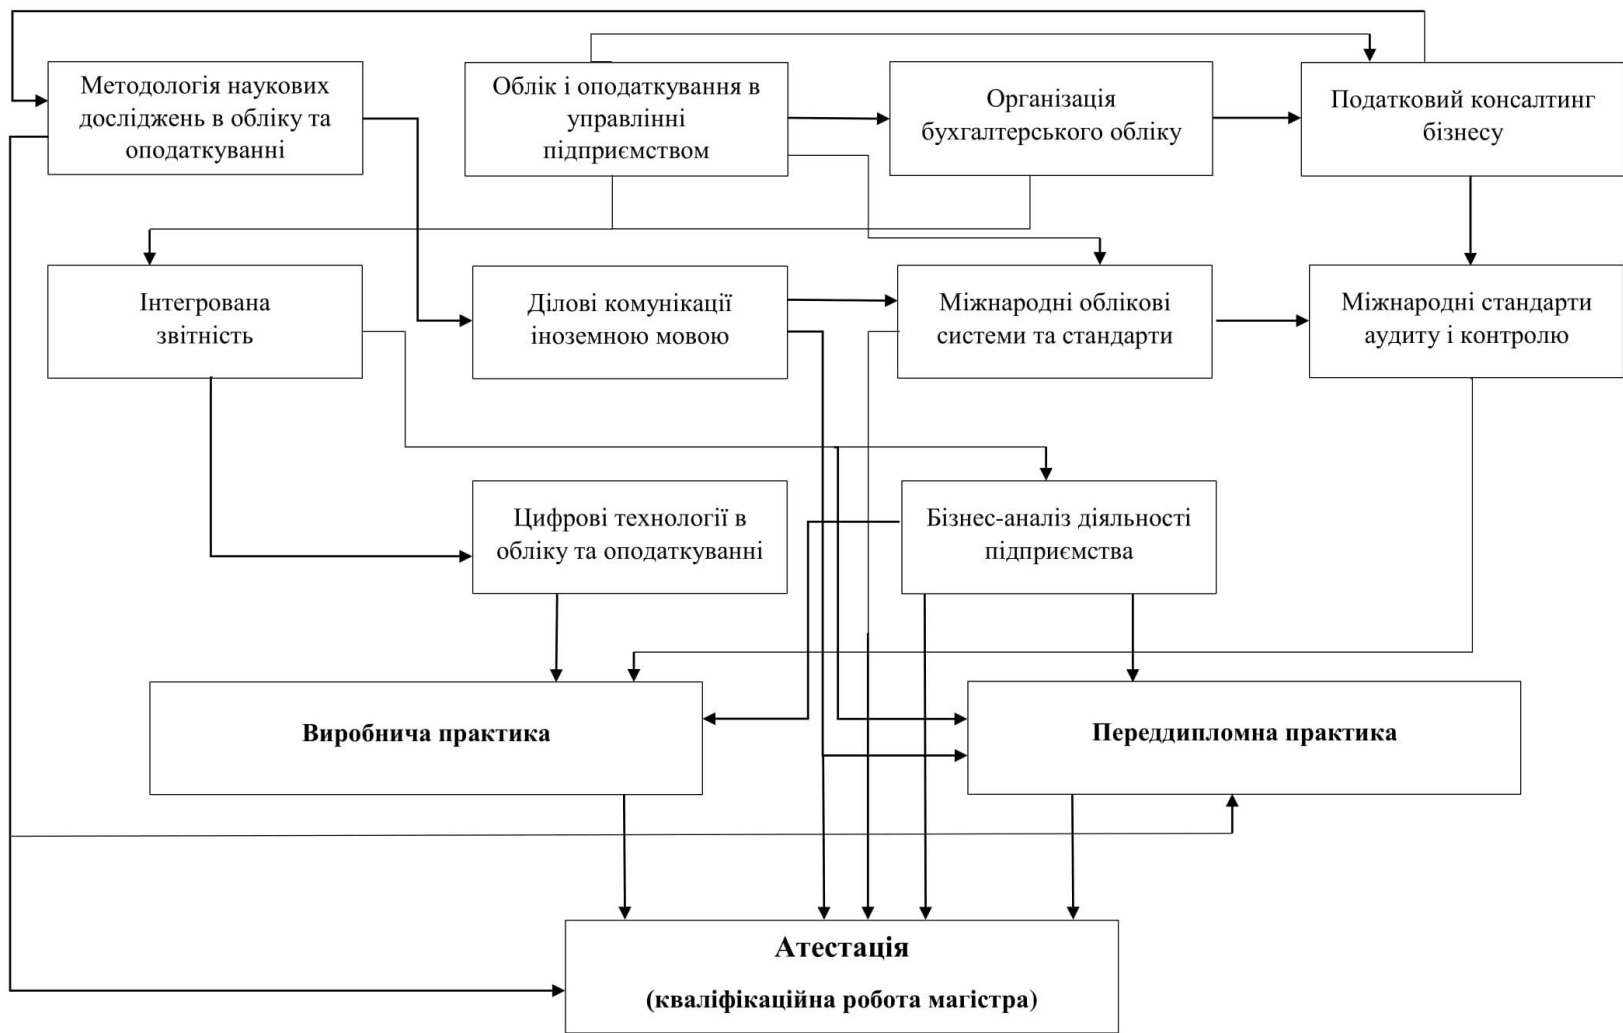 Методологія наукових
досліджень в обліку та
оподаткуванні
Облік і оподаткування в
управлінні
підприємством
Організація
бухгалтерського обліку
Податковий консалтинг
бізнесу
Інтегрована
звітність
Ділові комунікації
іноземною мовою
Міжнародні облікові
системи та стандарти
Міжнародні стандарти
аудиту і контролю
Цифрові технології в
обліку та оподаткуванні
Бізнес-аналіз діяльності
підприємства
Виробнича практика
Переддипломна практика
Атестація
(кваліфікаційна робота магістра)